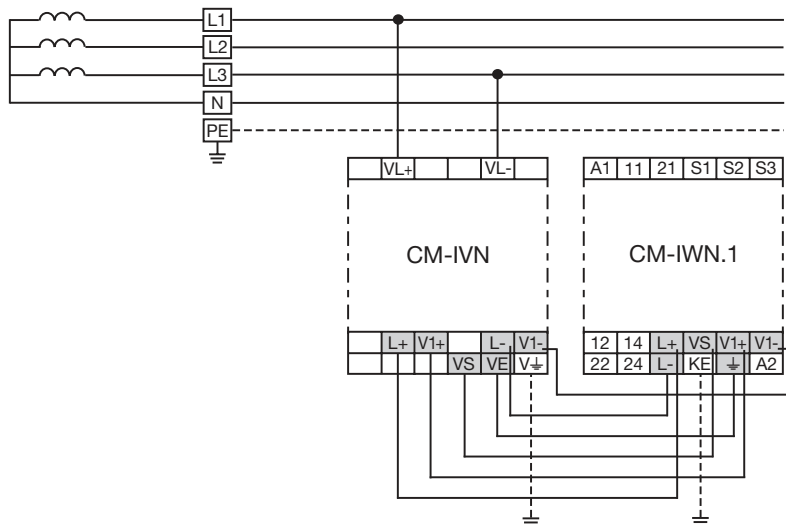 L1
L2
L3
N
PE
VL+ VL-
A1 11 21 S1 S2 S3
CM-IVN
CM-IWN.1
L+ V1+ L- V1-
VS VE V⏚
12 14 L+ VS V1+ V1-
22 24 L- KE ⏚ A2